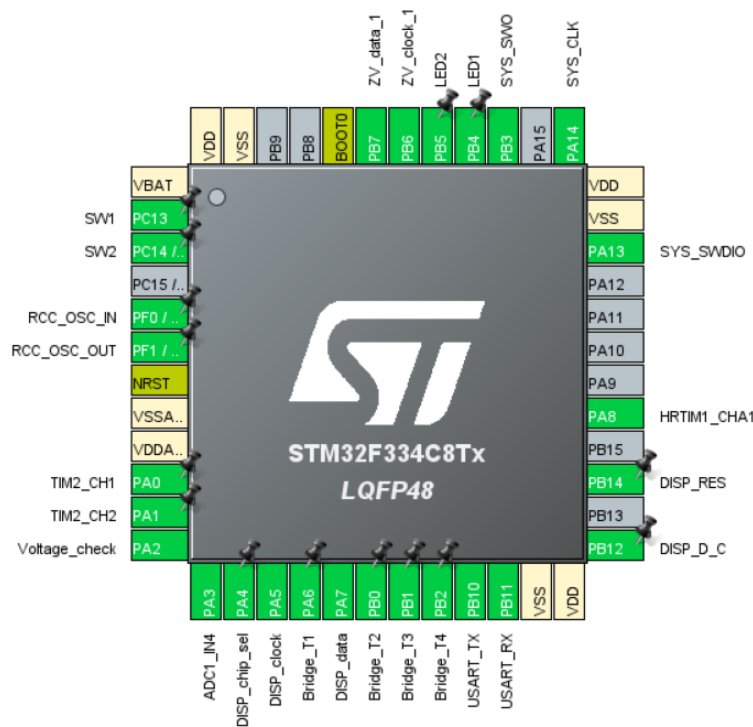 ZV_data_1
ZV_clock_1
LED2
LED1
SYS_SWO
SYS_CLK
VDD
VSS
PB9
PB8
BOOT0
PB7
PB6
PB5
PB4
PB3
PA15
PA14
VBAT
SW1 PC13
SW2 PC14 /..
PC15 /..
RCC_OSC_IN PF0 / ..
RCC_OSC_OUT PF1 / ..
NRST
VSSA..
VDDA..
TIM2_CH1 PA0
TIM2_CH2 PA1
Voltage_check PA2
VDD
VSS
PA13 SYS_SWDIO
PA12
PA11
PA10
PA9
PA8 HRTIM1_CHA1
PB15
PB14 DISP_RES
PB13
PB12 DISP_D_C
ST
STM32F334C8Tx
LQFP48
PA3
PA4
PA5
PA6
PA7
PB0
PB1
PB2
PB10
PB11
VSS
VDD
ADC1_IN4
DISP_chip_sel
DISP_clock
Bridge_T1
DISP_data
Bridge_T2
Bridge_T3
Bridge_T4
USART_TX
USART_RX